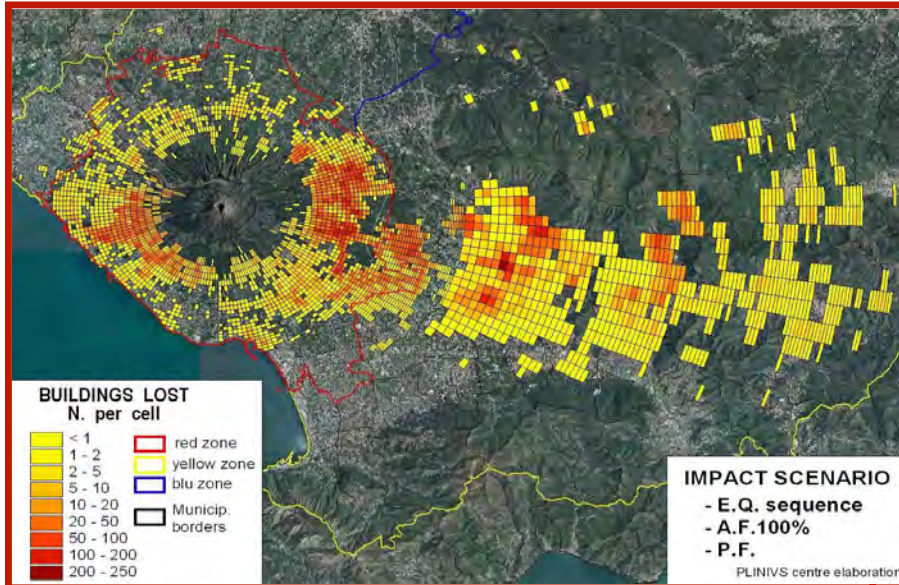 BUILDINGS LOST
N. per cell
< 1
1 - 2
2 - 5
5 - 10
10 - 20
20 - 50
50 - 100
100 - 200
200 - 250
red zone
yellow zone
blu zone
Municip.
borders
IMPACT SCENARIO
- E.Q. sequence
- A.F.100%
- P.F.
PLINIVS centre elaboration